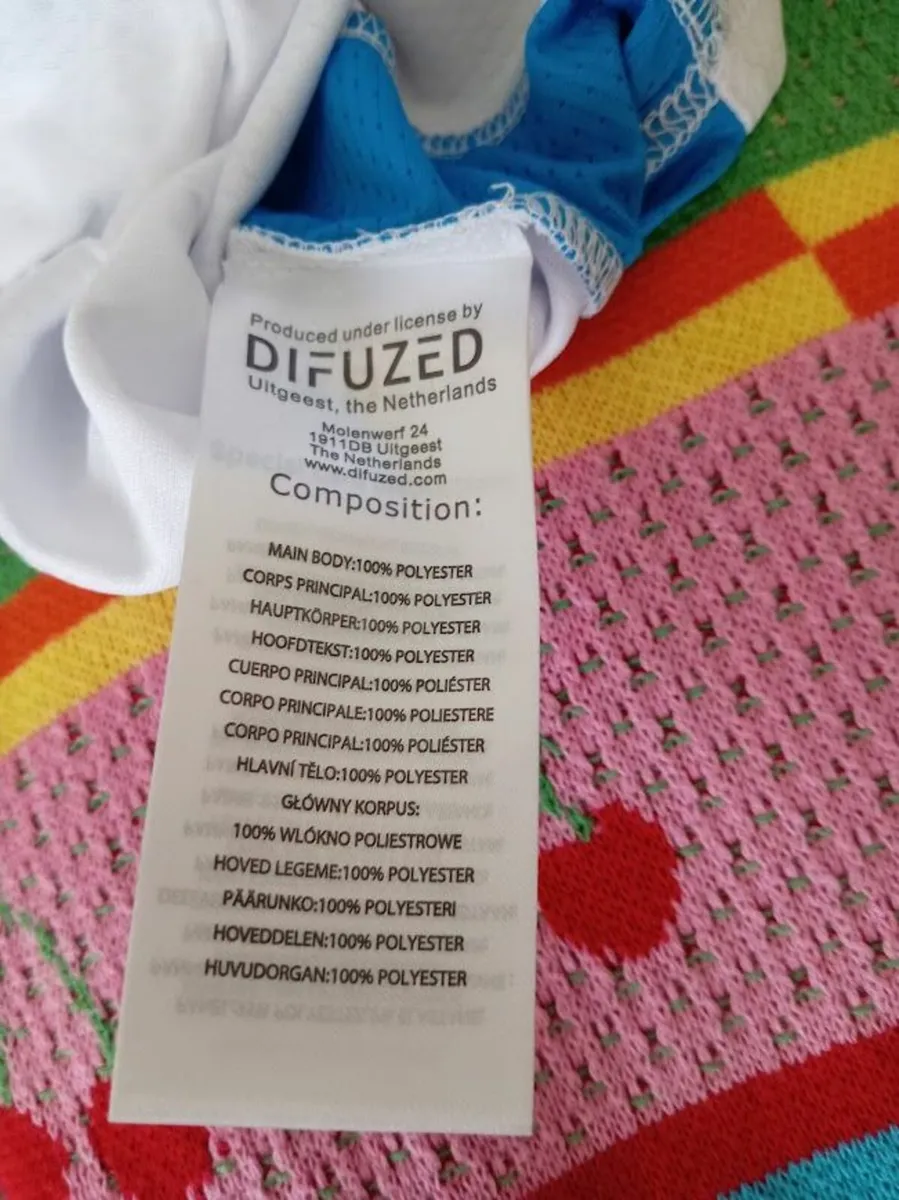 Produced under license by
DIFUZED
Uitgeest, the Netherlands
Molenwerf 24
1911DB Uitgeest
The Netherlands
www.difuzed.com
Composition:
MAIN BODY:100% POLYESTER
CORPS PRINCIPAL:100% POLYESTER
HAUPTKÖRPER:100% POLYESTER
HOOFDTEKST:100% POLYESTER
CUERPO PRINCIPAL:100% POLIÉSTER
CORPO PRINCIPALE:100% POLIESTERE
CORPO PRINCIPAL:100% POLIÉSTER
HLAVNÍ TĚLO:100% POLYESTER
GŁÓWNY KORPUS:
100% WLÓKNO POLIESTROWE
HOVED LEGEME:100% POLYESTER
PÄÄRUNKO:100% POLYESTERI
HOVEDDELEN:100% POLYESTER
HUVUDORGAN:100% POLYESTER